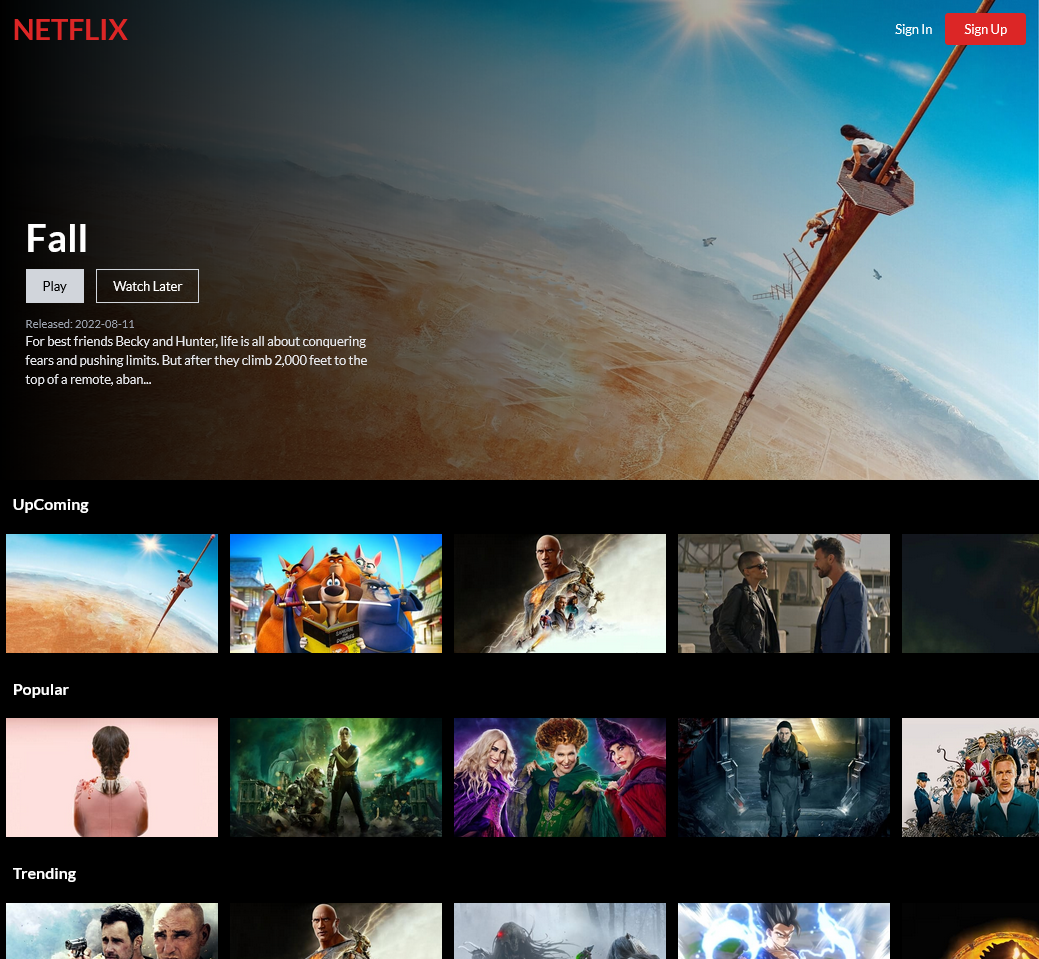 NETFLIX
Sign In
Sign Up
Fall
Play
Watch Later
Released: 2022-08-11
For best friends Becky and Hunter, life is all about conquering
fears and pushing limits. But after they climb 2,000 feet to the
top of a remote, aban...
UpComing
Popular
Trending